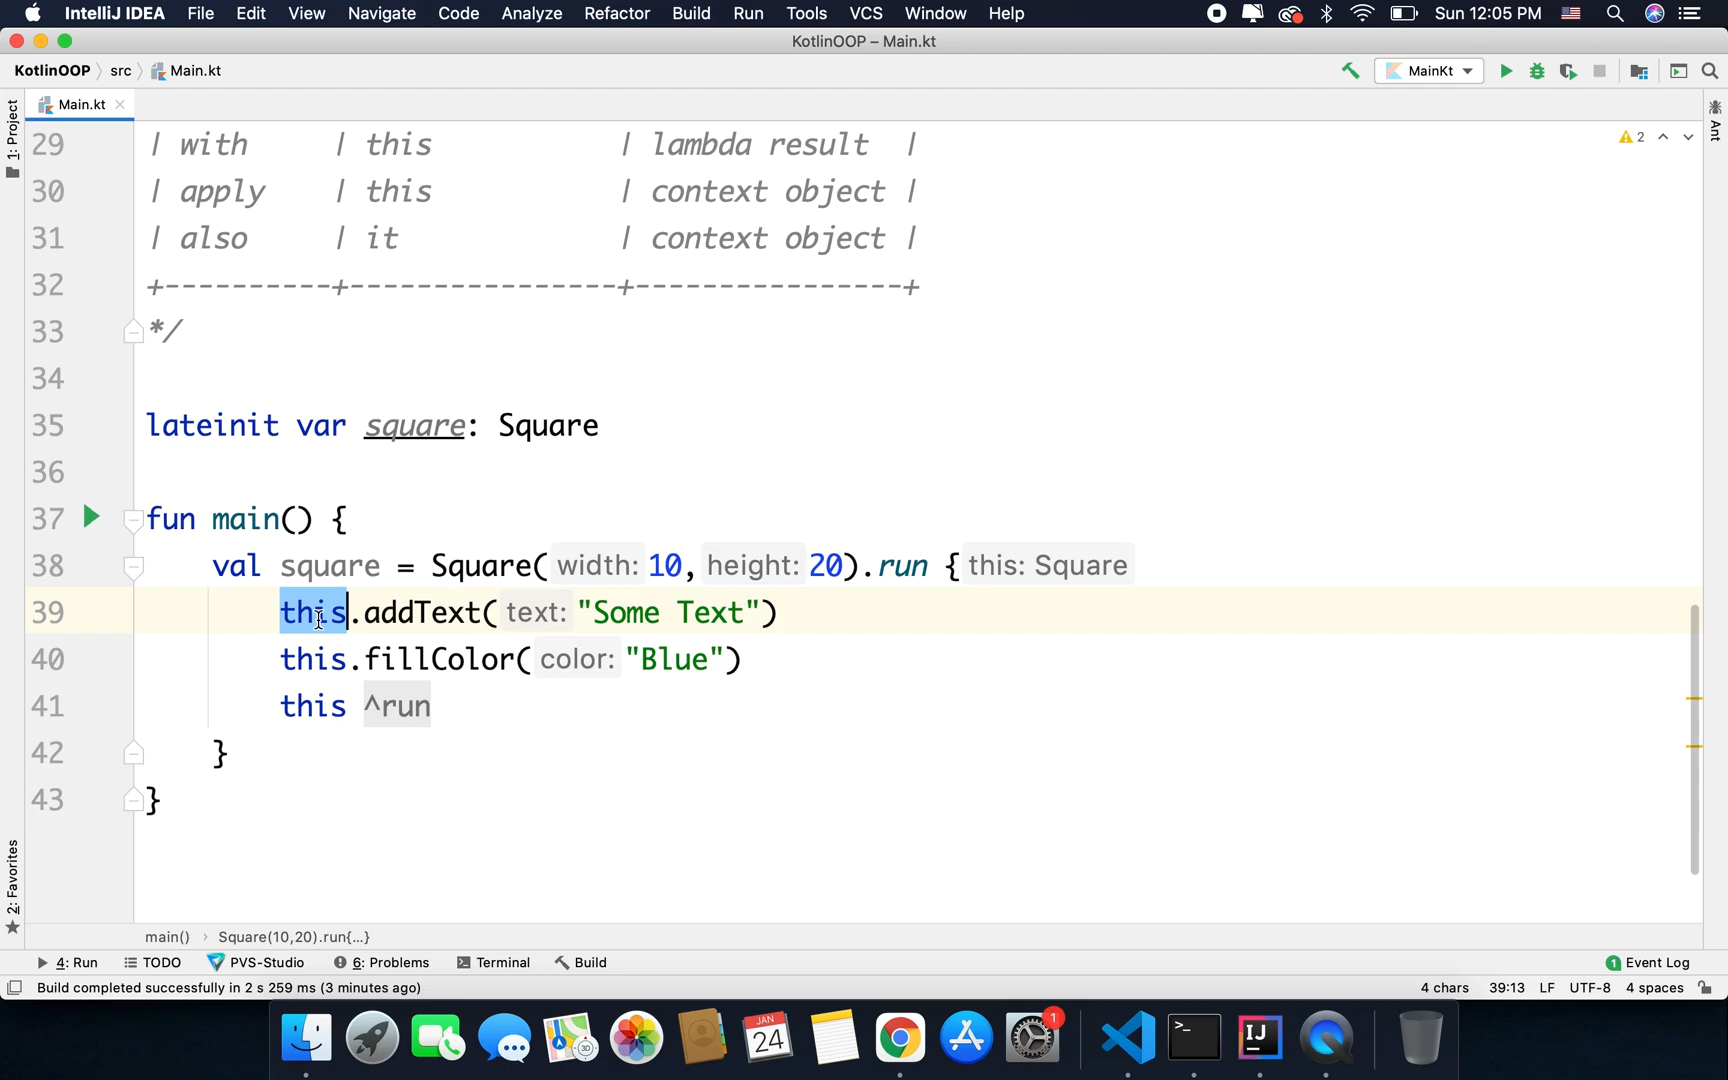 IntelliJ IDEA File Edit View Navigate Code Analyze Refactor Build Run Tools VCS Window Help Sun 12:05 PM
KotlinOOP – Main.kt
KotlinOOP src Main.kt MainKt
Main.kt
1: Project
Ant
2
29 | with | this | lambda result |
30 | apply | this | context object |
31 | also | it | context object |
32 +----------+----------------+----------------+
33 */
34
35 lateinit var square: Square
36
37 fun main() {
38 val square = Square( width: 10, height: 20).run { this: Square
39 this.addText( text: "Some Text")
40 this.fillColor( color: "Blue")
41 this ^run
42 }
43 }
2: Favorites
main() › Square(10,20).run{...}
4: Run TODO PVS-Studio 6: Problems Terminal Build 1 Event Log
Build completed successfully in 2 s 259 ms (3 minutes ago) 4 chars 39:13 LF UTF-8 4 spaces
JAN
24
3D
1
>_
IJ